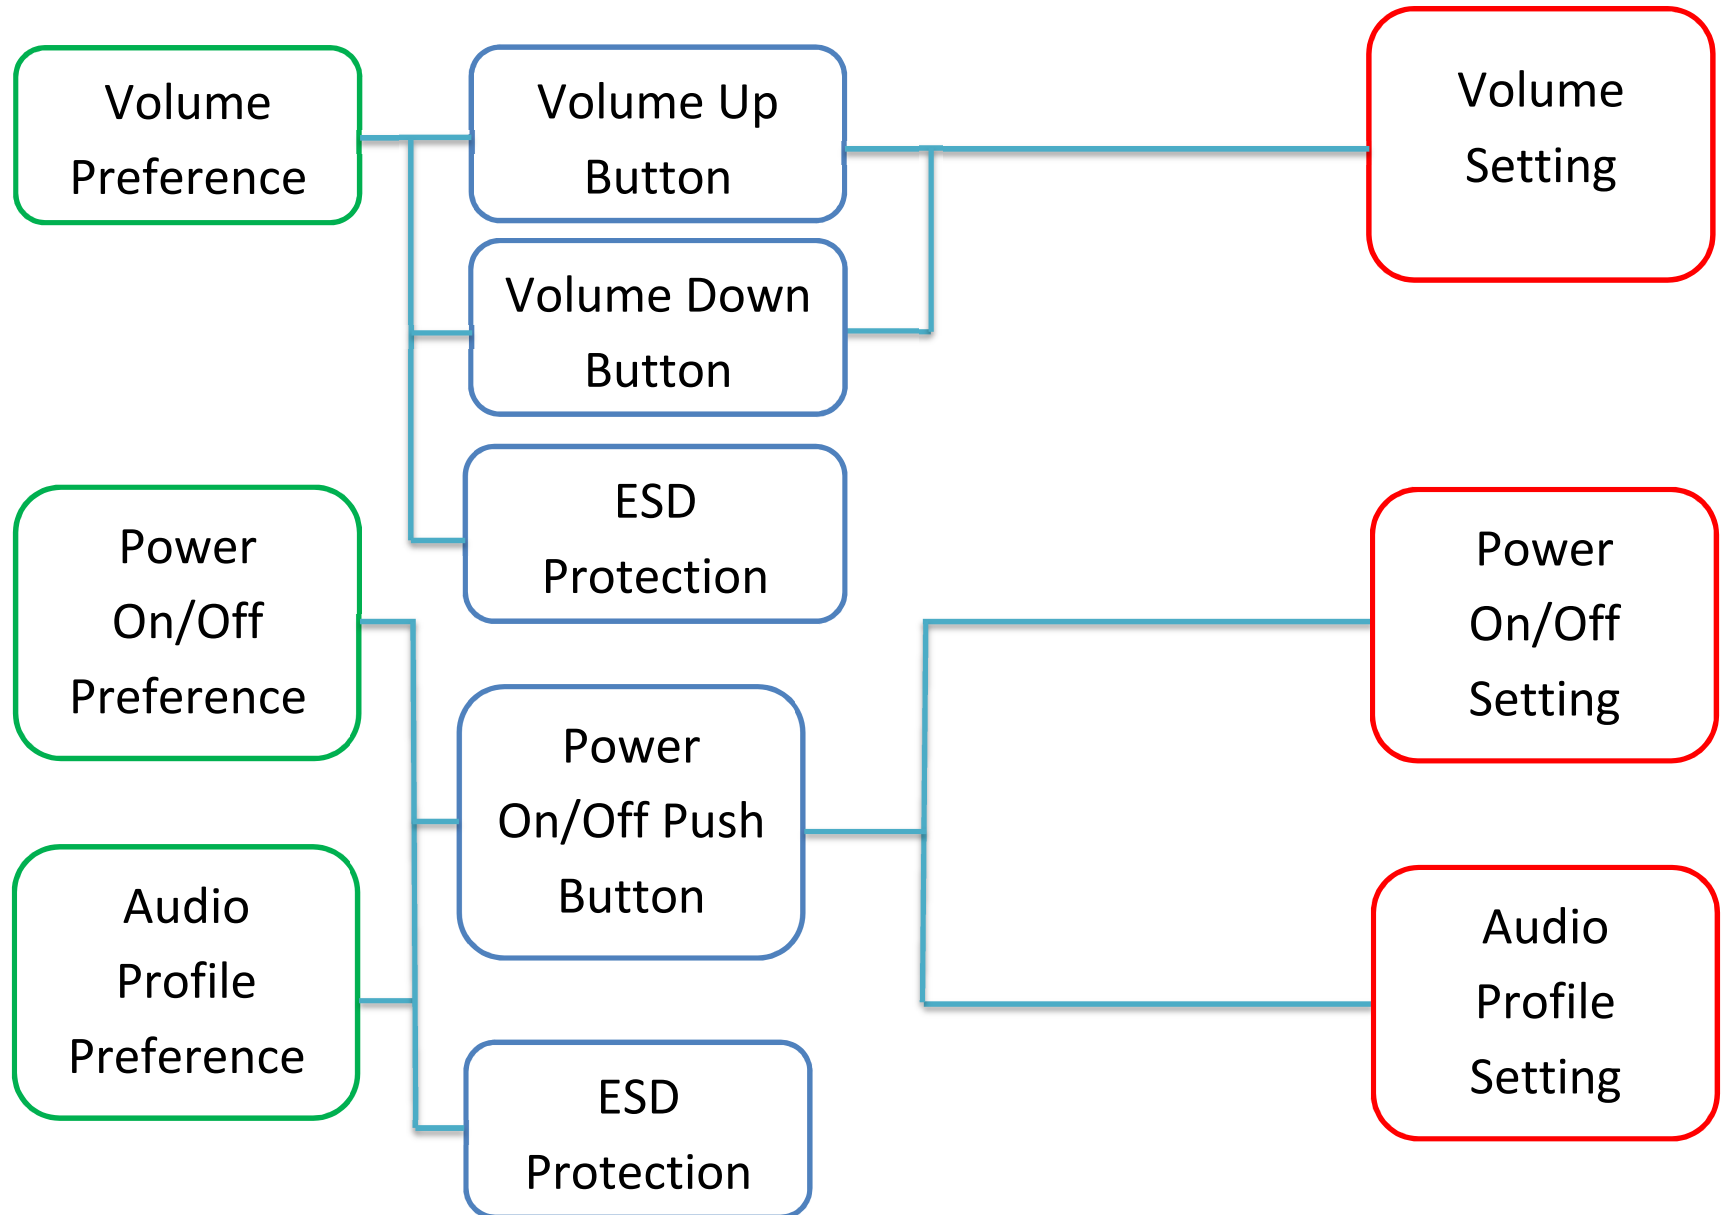 Volume
Preference
Volume Up
Button
Volume Down
Button
ESD
Protection
Volume
Setting
Power
On/Off
Preference
Audio
Profile
Preference
Power
On/Off Push
Button
ESD
Protection
Power
On/Off
Setting
Audio
Profile
Setting